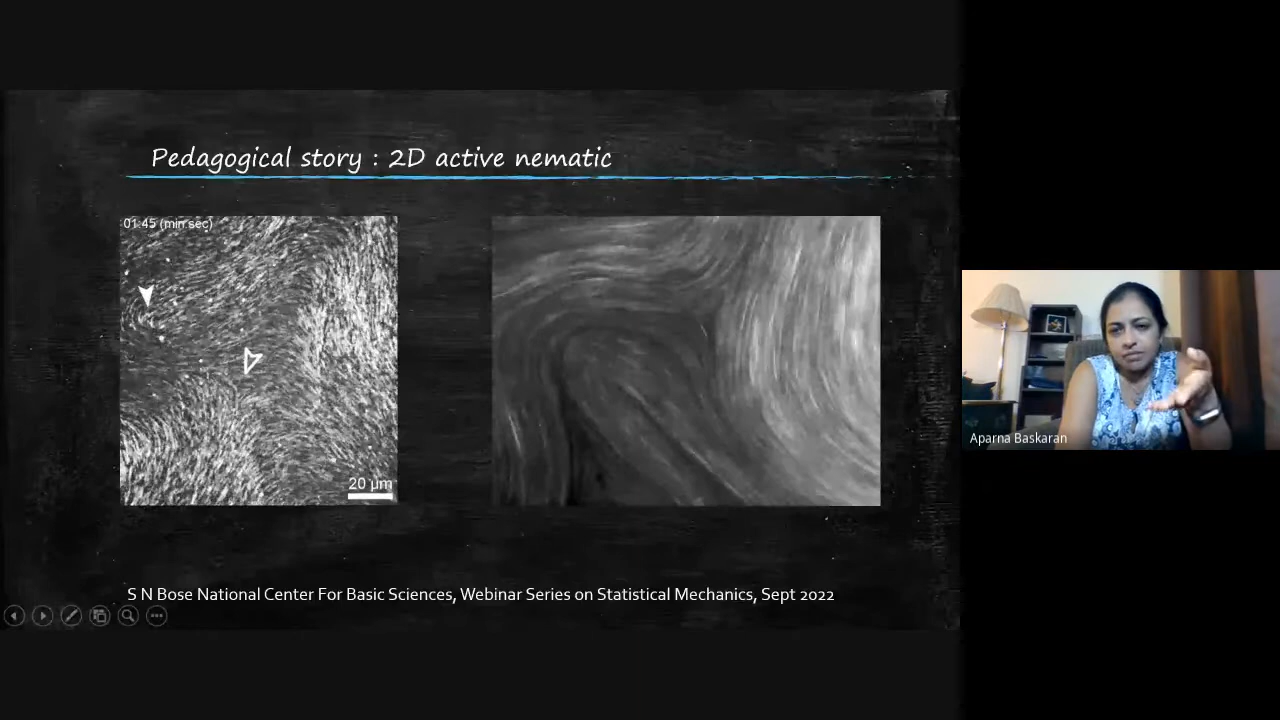 Pedagogical story : 2D active nematic
01:45 (min:sec)
20 µm
Aparna Baskaran
S N Bose National Center For Basic Sciences, Webinar Series on Statistical Mechanics, Sept 2022